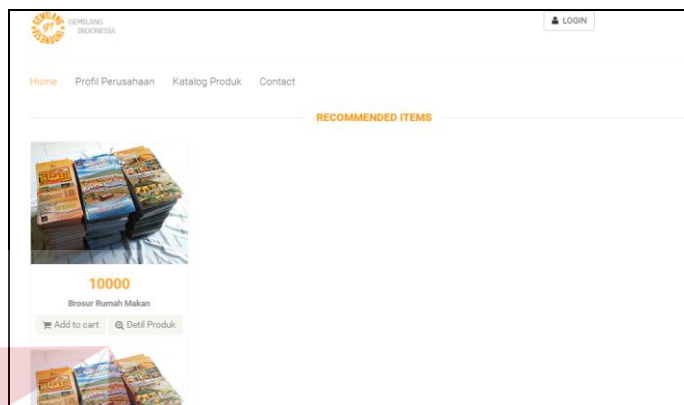 GEMILANG
INDONESIA
LOGIN
Home Profil Perusahaan Katalog Produk Contact
RECOMMENDED ITEMS
10000
Brosur Rumah Makan
Add to cart Detil Produk